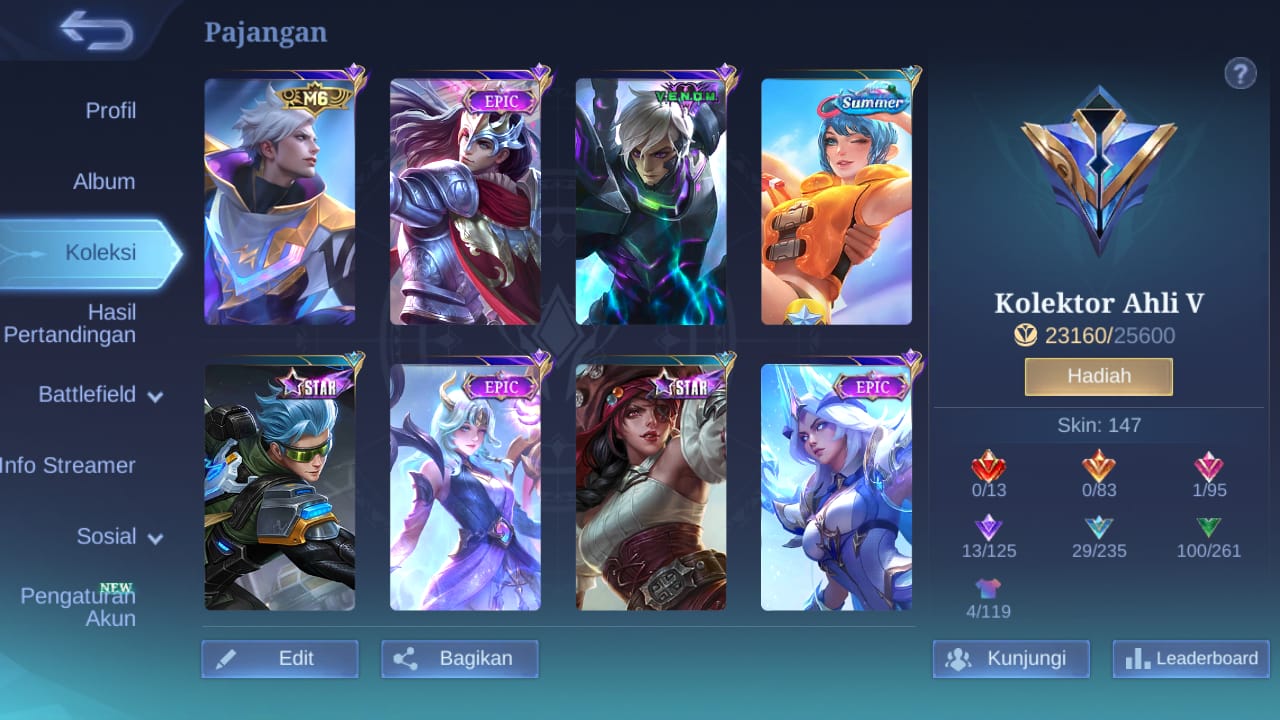 Pajangan
Profil
Album
Koleksi
Hasil
Pertandingan
Battlefield
Info Streamer
Sosial
NEW
Pengaturan
Akun
M6
EPIC
V.E.N.O.M.
Summer
STAR
EPIC
STAR
EPIC
Edit
Bagikan
?
Kolektor Ahli V
23160/25600
Hadiah
Skin: 147
0/13
0/83
1/95
13/125
29/235
100/261
4/119
Kunjungi
Leaderboard